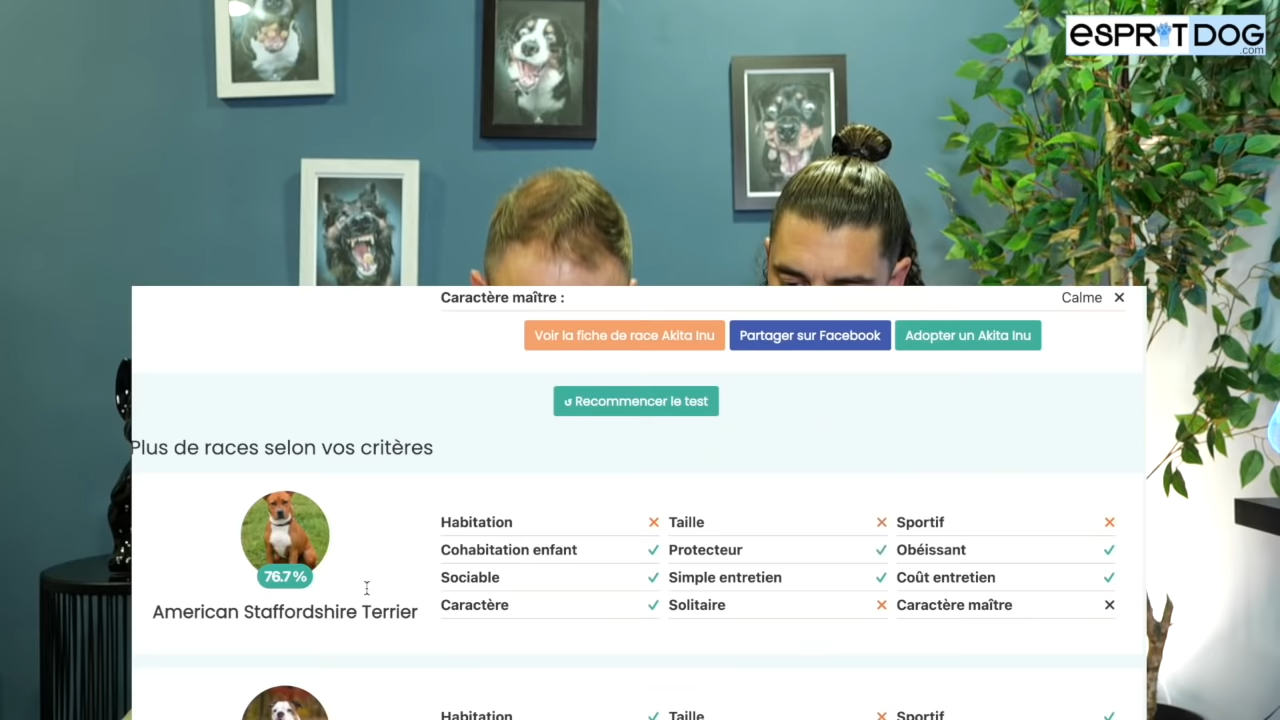 ESPRIT DOG
.com
Caractère maître :
Calme ✕
Voir la fiche de race Akita Inu
Partager sur Facebook
Adopter un Akita Inu
↺ Recommencer le test
Plus de races selon vos critères
76.7 %
American Staffordshire Terrier
Habitation ✕ Taille ✕ Sportif ✕
Cohabitation enfant ✓ Protecteur ✓ Obéissant ✓
Sociable ✓ Simple entretien ✓ Coût entretien ✓
Caractère ✓ Solitaire ✕ Caractère maître ✕
Habitation ✓ Taille ✕ Sportif ✓